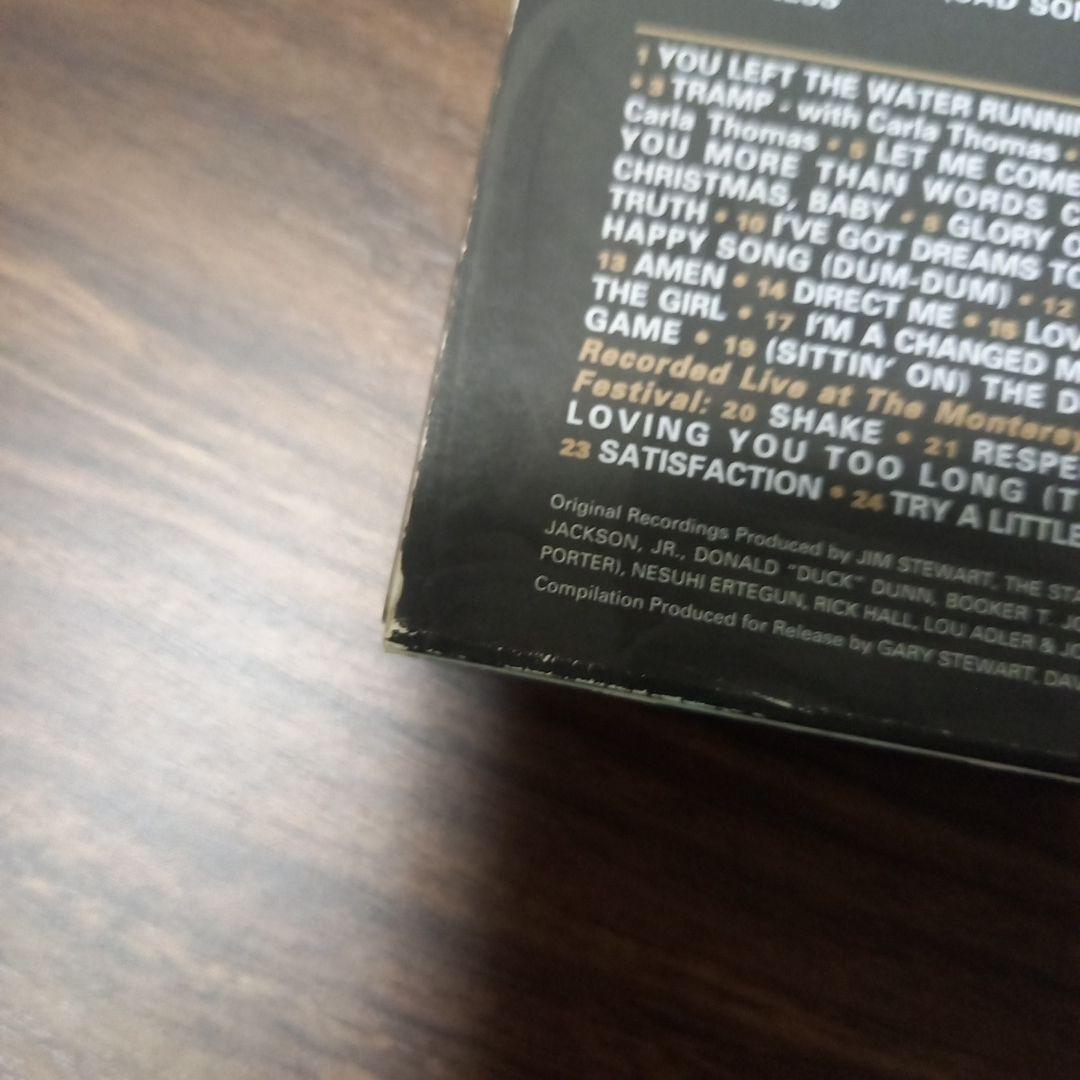 (SAD SON
1 YOU LEFT THE WATER RUNNIN
• 3 TRAMP - with Carla Thomas •
Carla Thomas • 5 LET ME COME
YOU MORE THAN WORDS C
CHRISTMAS, BABY • 8 GLORY O
TRUTH • 10 I'VE GOT DREAMS TO
HAPPY SONG (DUM-DUM) • 12
13 AMEN • 14 DIRECT ME • 15 LOV
THE GIRL • 17 I'M A CHANGED M
GAME • 19 (SITTIN' ON) THE D
Recorded Live at The Monterey
Festival: 20 SHAKE • 21 RESPE
LOVING YOU TOO LONG (T
23 SATISFACTION • 24 TRY A LITTLE
Original Recordings Produced by JIM STEWART, THE STA
JACKSON, JR., DONALD "DUCK" DUNN, BOOKER T. JO
PORTER), NESUHI ERTEGUN, RICK HALL, LOU ADLER & JO
Compilation Produced for Release by GARY STEWART, DAV